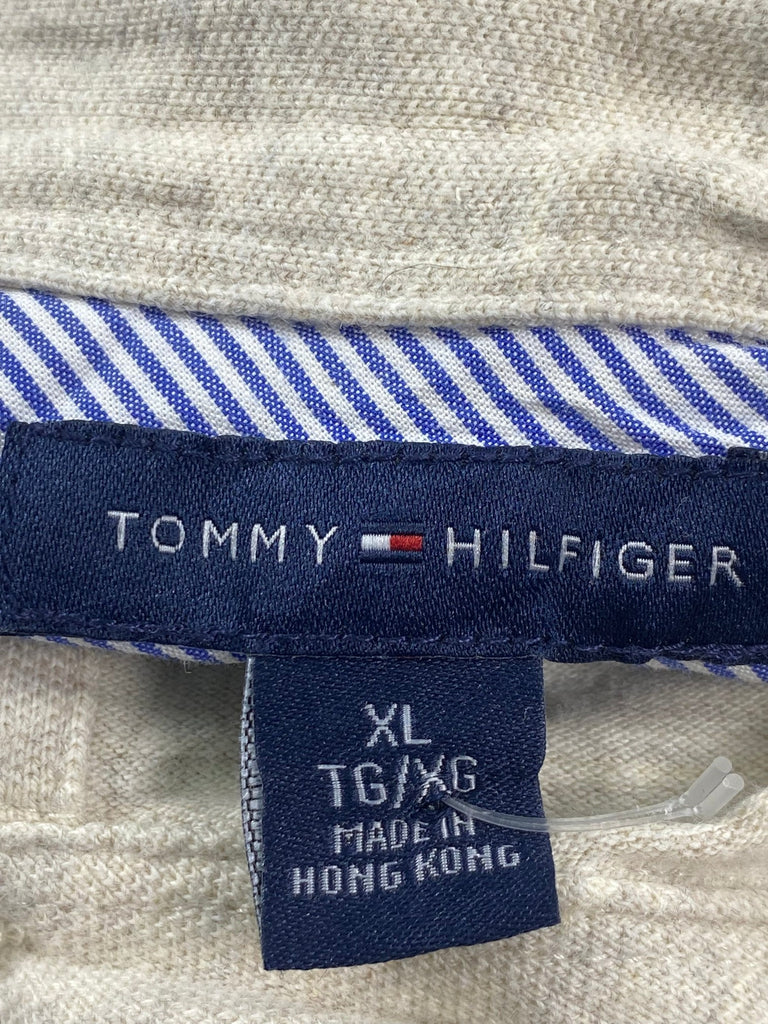 TOMMY HILFIGER
XL
TG/XG
MADE IN
HONG KONG